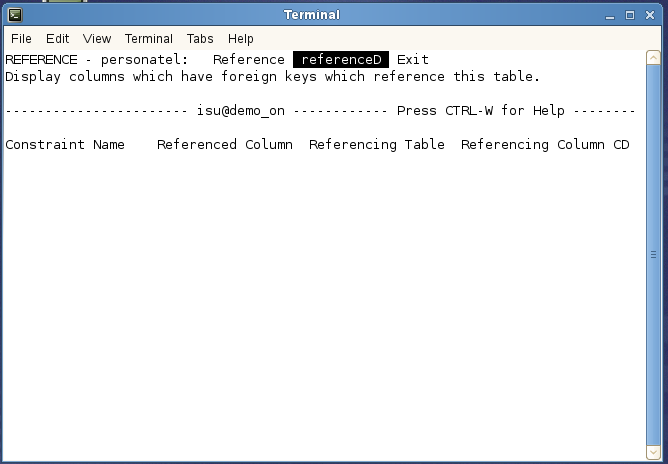 Terminal
File Edit View Terminal Tabs Help
REFERENCE - personatel: Reference referenceD Exit
Display columns which have foreign keys which reference this table.
----------------------- isu@demo_on ------------ Press CTRL-W for Help --------
Constraint Name Referenced Column Referencing Table Referencing Column CD